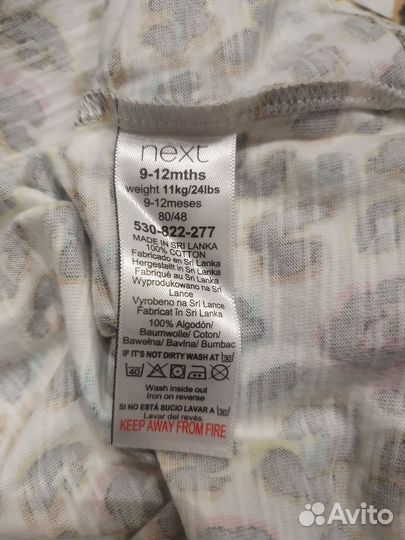 next
9-12mths
weight 11kg/24lbs
9-12meses
80/48
530-822-277
MADE IN SRI LANKA
100% COTTON
Fabricado en Sri Lanka
Hergestellt in Sri Lanka
Fabriqué au Sri Lanka
Wyprodukowano na Sri
Lance
Vyrobeno na Srí Lance
Fabricat în Sri Lanka
100% Algodón/
Baumwolle/ Coton/
Bawełna/ Bavlna/ Bumbac
IF IT'S NOT DIRTY WASH AT 30
40
Wash inside out
Iron on reverse
SI NO ESTÁ SUCIO LAVAR A 30
Lavar del revés
KEEP AWAY FROM FIRE
Avito